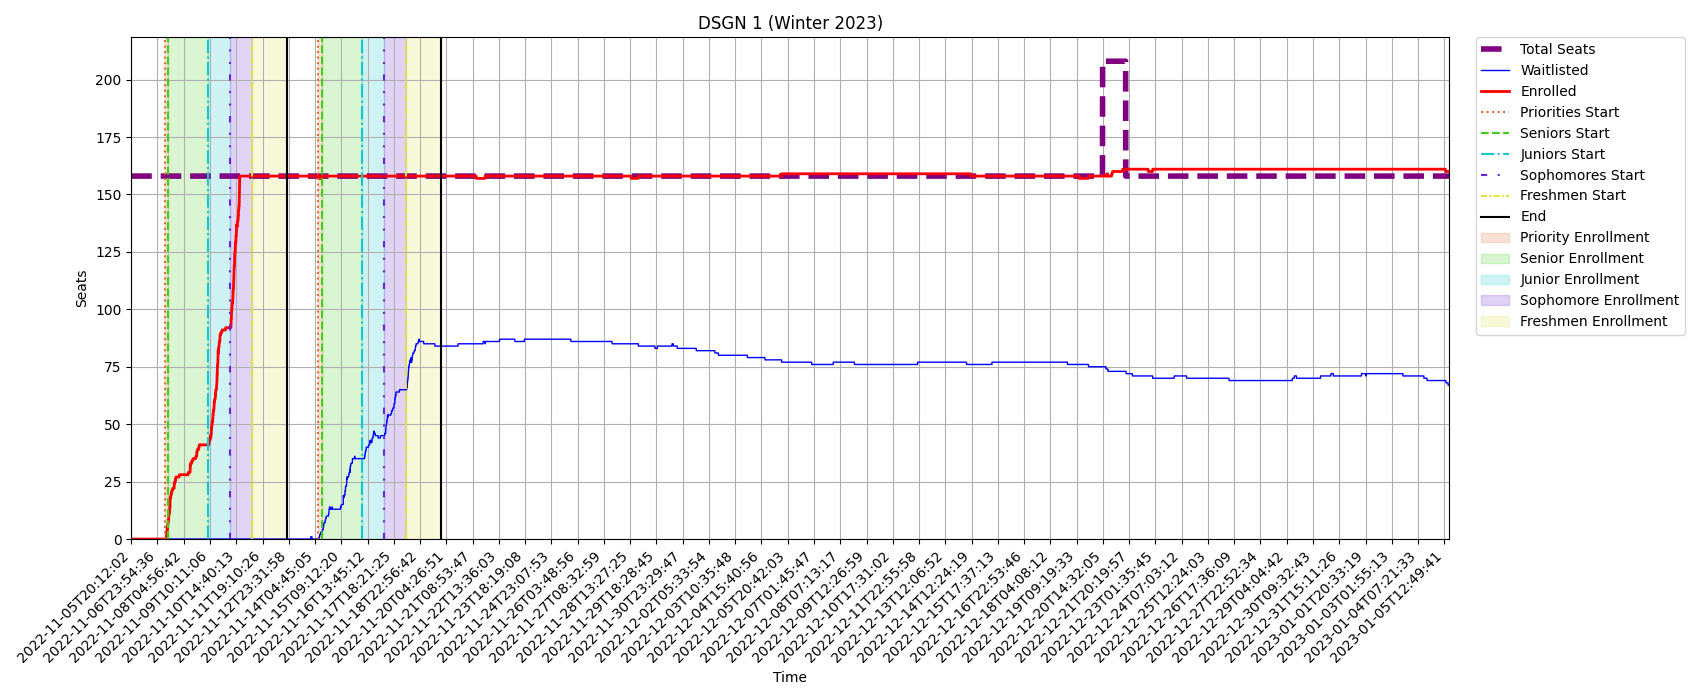 DSGN 1 (Winter 2023)
Seats
200
175
150
125
100
75
50
25
0
2022-11-05T20:12:02
2022-11-06T23:54:36
2022-11-08T04:56:42
2022-11-09T10:11:06
2022-11-10T14:40:13
2022-11-11T19:10:26
2022-11-12T23:31:58
2022-11-14T04:45:05
2022-11-15T09:12:20
2022-11-16T13:45:12
2022-11-17T18:21:25
2022-11-18T22:56:42
2022-11-20T04:26:51
2022-11-21T08:53:47
2022-11-22T13:36:03
2022-11-23T18:19:08
2022-11-24T23:07:53
2022-11-26T03:48:56
2022-11-27T08:32:59
2022-11-28T13:27:25
2022-11-29T18:28:45
2022-11-30T23:29:47
2022-12-02T05:33:54
2022-12-03T10:35:48
2022-12-04T15:40:56
2022-12-05T20:42:03
2022-12-07T01:45:47
2022-12-08T07:13:17
2022-12-09T12:26:59
2022-12-10T17:31:02
2022-12-11T22:55:58
2022-12-13T12:06:52
2022-12-14T12:24:19
2022-12-15T17:37:13
2022-12-16T22:53:46
2022-12-18T04:08:12
2022-12-19T09:19:33
2022-12-20T14:32:05
2022-12-21T20:19:57
2022-12-23T01:35:45
2022-12-24T07:03:12
2022-12-25T12:24:03
2022-12-26T17:36:09
2022-12-27T22:52:34
2022-12-29T04:04:42
2022-12-30T09:32:43
2022-12-31T15:11:26
2023-01-01T20:33:19
2023-01-03T01:55:13
2023-01-04T07:21:33
2023-01-05T12:49:41
Time
Total Seats
Waitlisted
Enrolled
Priorities Start
Seniors Start
Juniors Start
Sophomores Start
Freshmen Start
End
Priority Enrollment
Senior Enrollment
Junior Enrollment
Sophomore Enrollment
Freshmen Enrollment